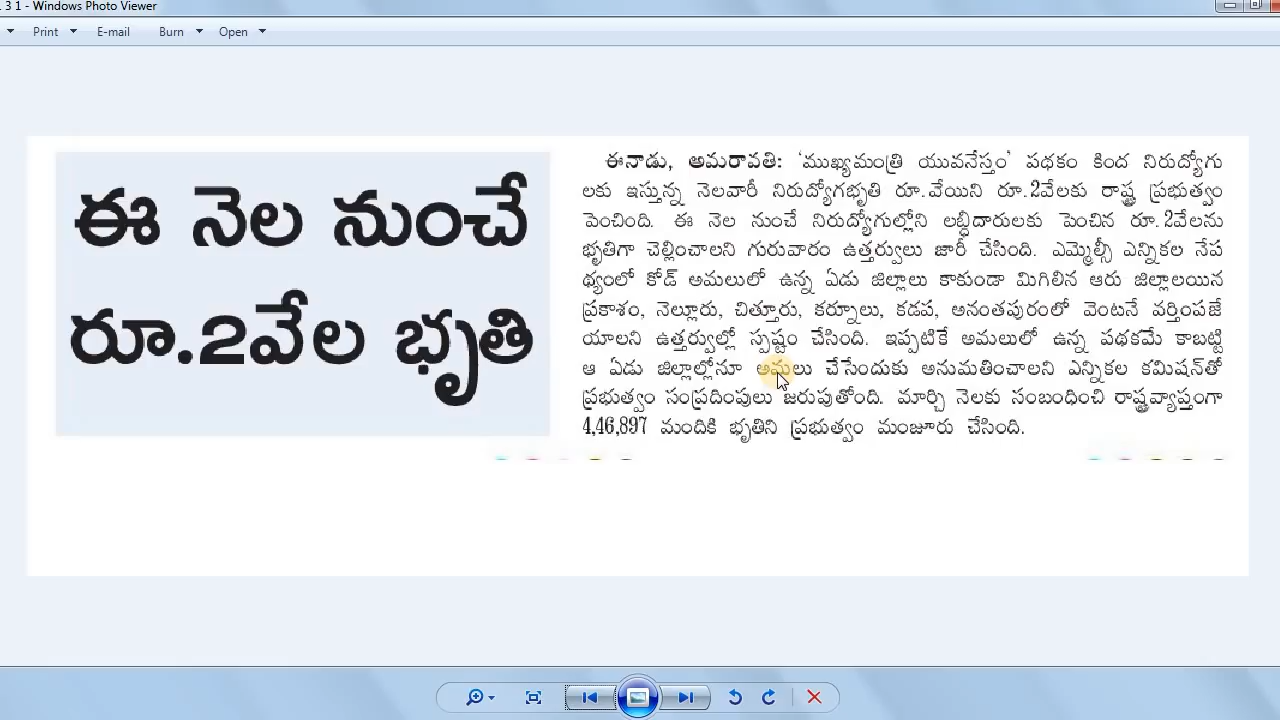 3 1 - Windows Photo Viewer
Print E-mail Burn Open
ఈ నెల నుంచే
రూ.2వేల భృతి
ఈనాడు, అమరావతి: ‘ముఖ్యమంత్రి యువనేస్తం’ పథకం కింద నిరుద్యోగు
లకు ఇస్తున్న నెలవారీ నిరుద్యోగభృతి రూ.వేయిని రూ.2వేలకు రాష్ట్ర ప్రభుత్వం
పెంచింది. ఈ నెల నుంచే నిరుద్యోగుల్లోని లబ్ధిదారులకు పెంచిన రూ.2వేలను
భృతిగా చెల్లించాలని గురువారం ఉత్తర్వులు జారీ చేసింది. ఎమ్మెల్సీ ఎన్నికల నేప
థ్యంలో కోడ్ అమలులో ఉన్న ఏడు జిల్లాలు కాకుండా మిగిలిన ఆరు జిల్లాలయిన
ప్రకాశం, నెల్లూరు, చిత్తూరు, కర్నూలు, కడప, అనంతపురంలో వెంటనే వర్తింపజే
యాలని ఉత్తర్వుల్లో స్పష్టం చేసింది. ఇప్పటికే అమలులో ఉన్న పథకమే కాబట్టి
ఆ ఏడు జిల్లాల్లోనూ అమలు చేసేందుకు అనుమతించాలని ఎన్నికల కమిషన్‌తో
ప్రభుత్వం సంప్రదింపులు జరుపుతోంది. మార్చి నెలకు సంబంధించి రాష్ట్రవ్యాప్తంగా
4,46,897 మందికి భృతిని ప్రభుత్వం మంజూరు చేసింది.